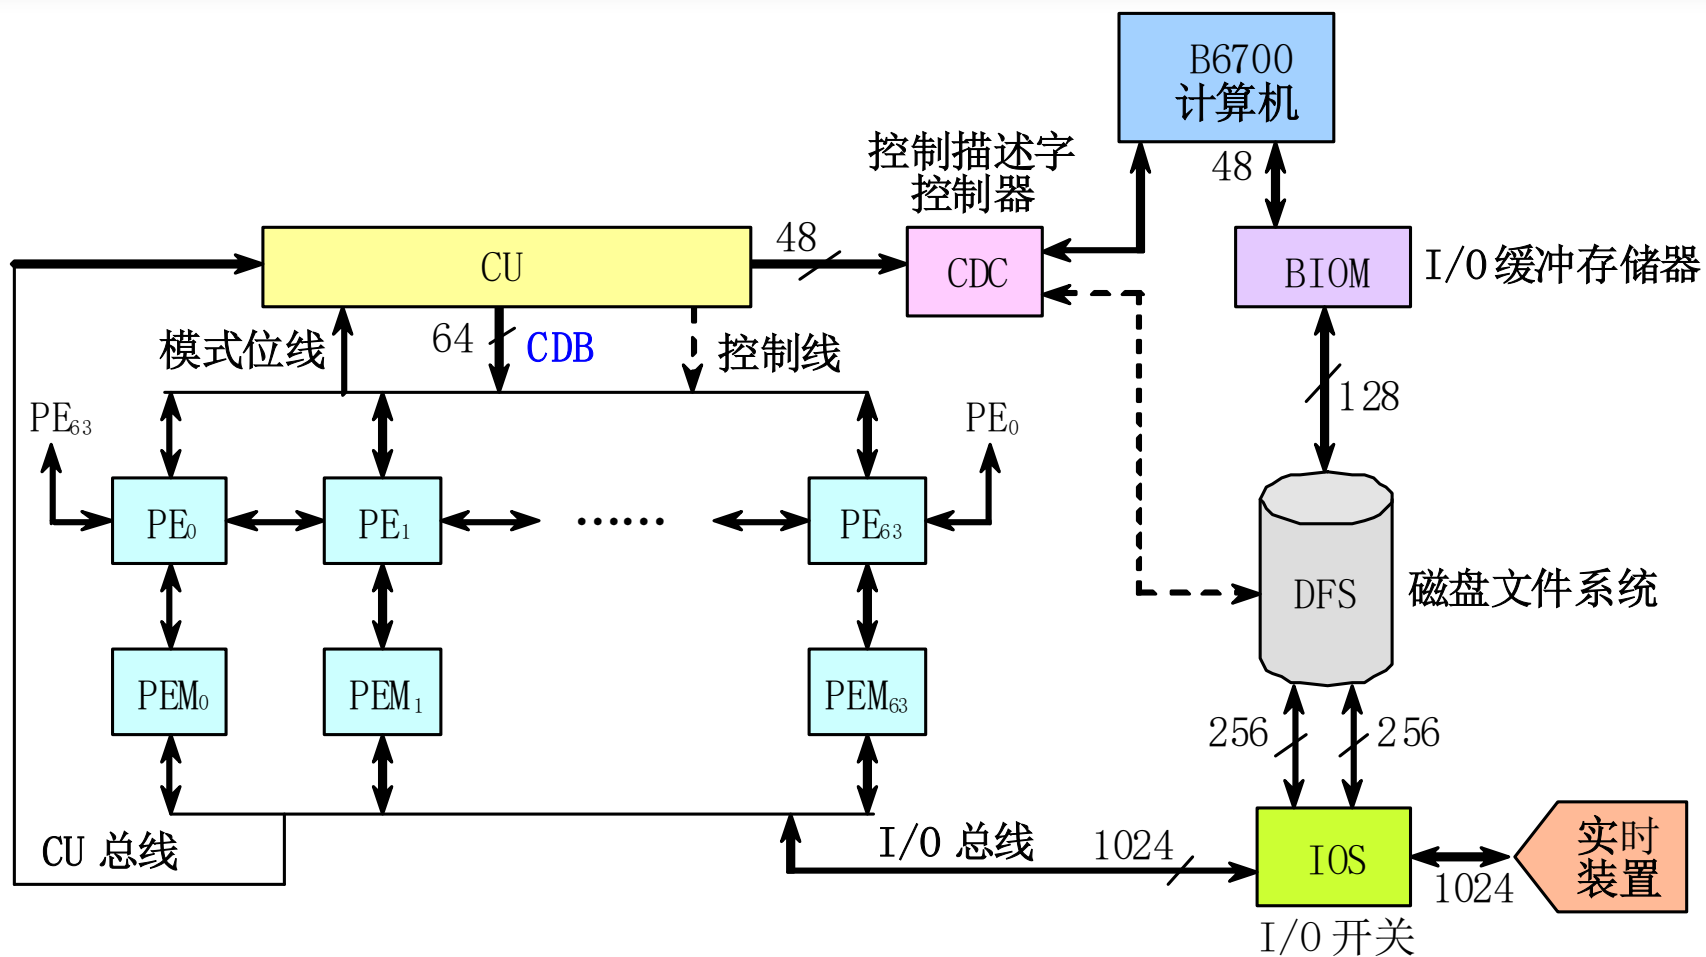 B6700
计算机
控制描述字
控制器
48
CU
48
CDC
BIOM
I/O 缓冲存储器
模式位线
64
CDB
控制线
128
PE63
PE0
PE0
PE1
······
PE63
DFS
磁盘文件系统
PEM0
PEM1
PEM63
256
256
CU 总线
I/O 总线
1024
IOS
1024
实时
装置
I/O 开关